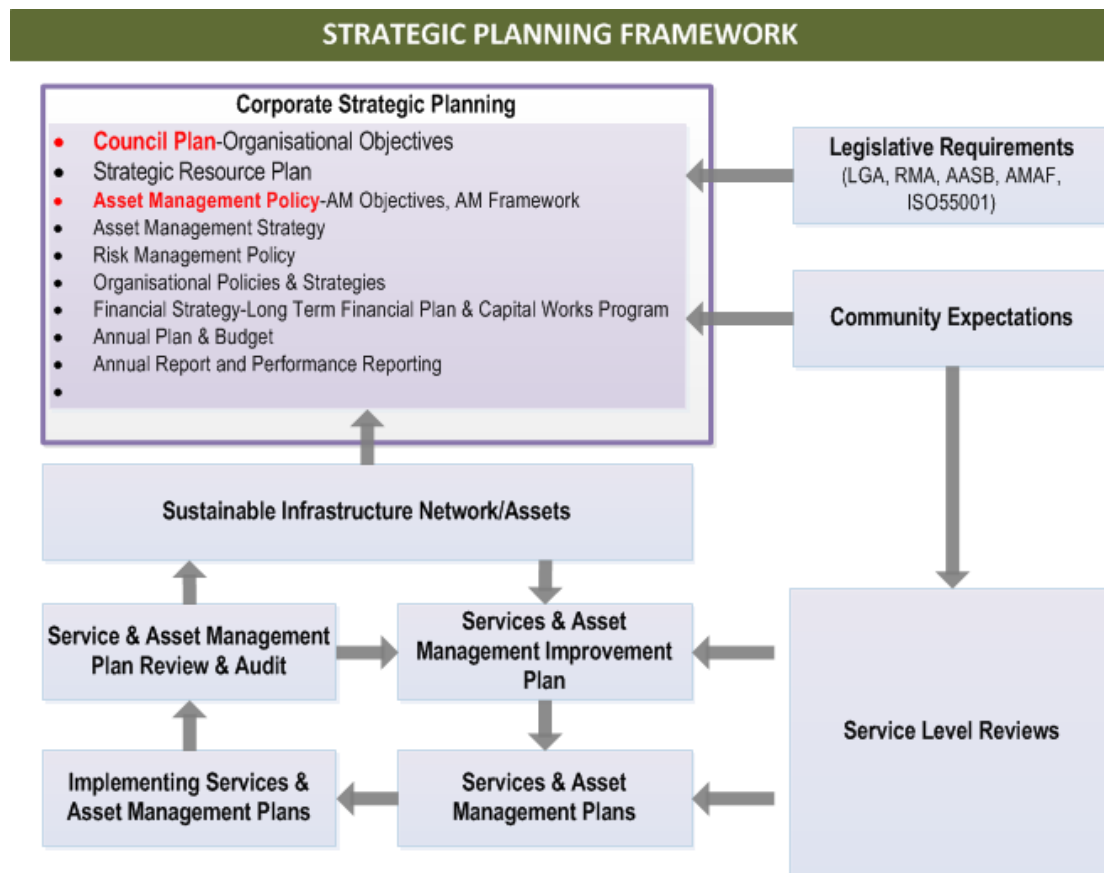 STRATEGIC PLANNING FRAMEWORK
Corporate Strategic Planning
• Council Plan-Organisational Objectives
• Strategic Resource Plan
• Asset Management Policy-AM Objectives, AM Framework
• Asset Management Strategy
• Risk Management Policy
• Organisational Policies & Strategies
• Financial Strategy-Long Term Financial Plan & Capital Works Program
• Annual Plan & Budget
• Annual Report and Performance Reporting
•
Legislative Requirements
(LGA, RMA, AASB, AMAF,
ISO55001)
Community Expectations
Sustainable Infrastructure Network/Assets
Service & Asset Management
Plan Review & Audit
Services & Asset
Management Improvement
Plan
Implementing Services &
Asset Management Plans
Services & Asset
Management Plans
Service Level Reviews